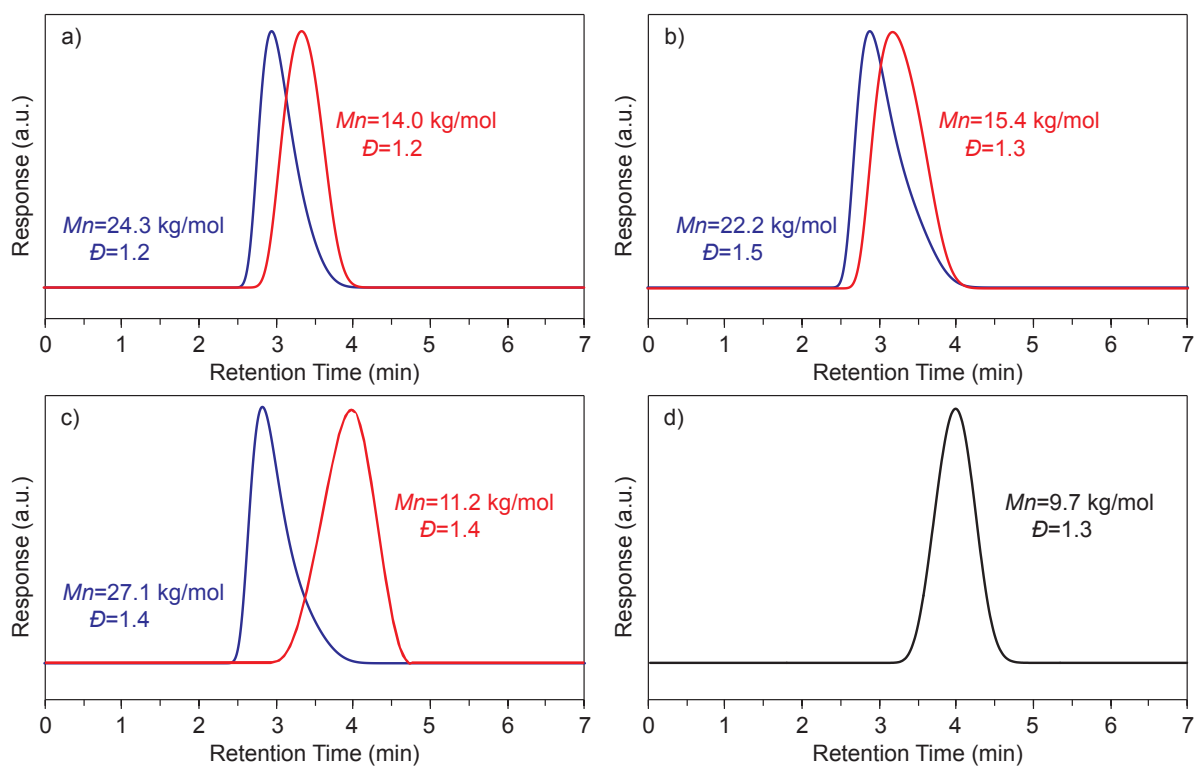 a)
Response (a.u.)
Mn=14.0 kg/mol
Đ=1.2
Mn=24.3 kg/mol
Đ=1.2
0 1 2 3 4 5 6 7
Retention Time (min)
b)
Response (a.u.)
Mn=15.4 kg/mol
Đ=1.3
Mn=22.2 kg/mol
Đ=1.5
0 1 2 3 4 5 6 7
Retention Time (min)
c)
Response (a.u.)
Mn=11.2 kg/mol
Đ=1.4
Mn=27.1 kg/mol
Đ=1.4
0 1 2 3 4 5 6 7
Retention Time (min)
d)
Response (a.u.)
Mn=9.7 kg/mol
Đ=1.3
0 1 2 3 4 5 6 7
Retention Time (min)